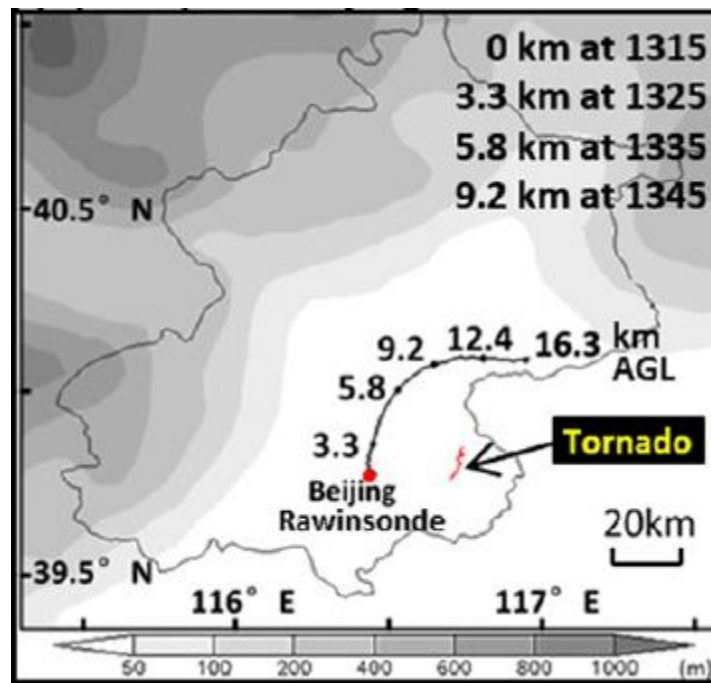 0 km at 1315
3.3 km at 1325
5.8 km at 1335
9.2 km at 1345
40.5° N
9.2 12.4 16.3 km
AGL
5.8
3.3
Tornado
Beijing
Rawinsonde
20km
39.5° N
116° E 117° E
50 100 200 400 600 800 1000 (m)